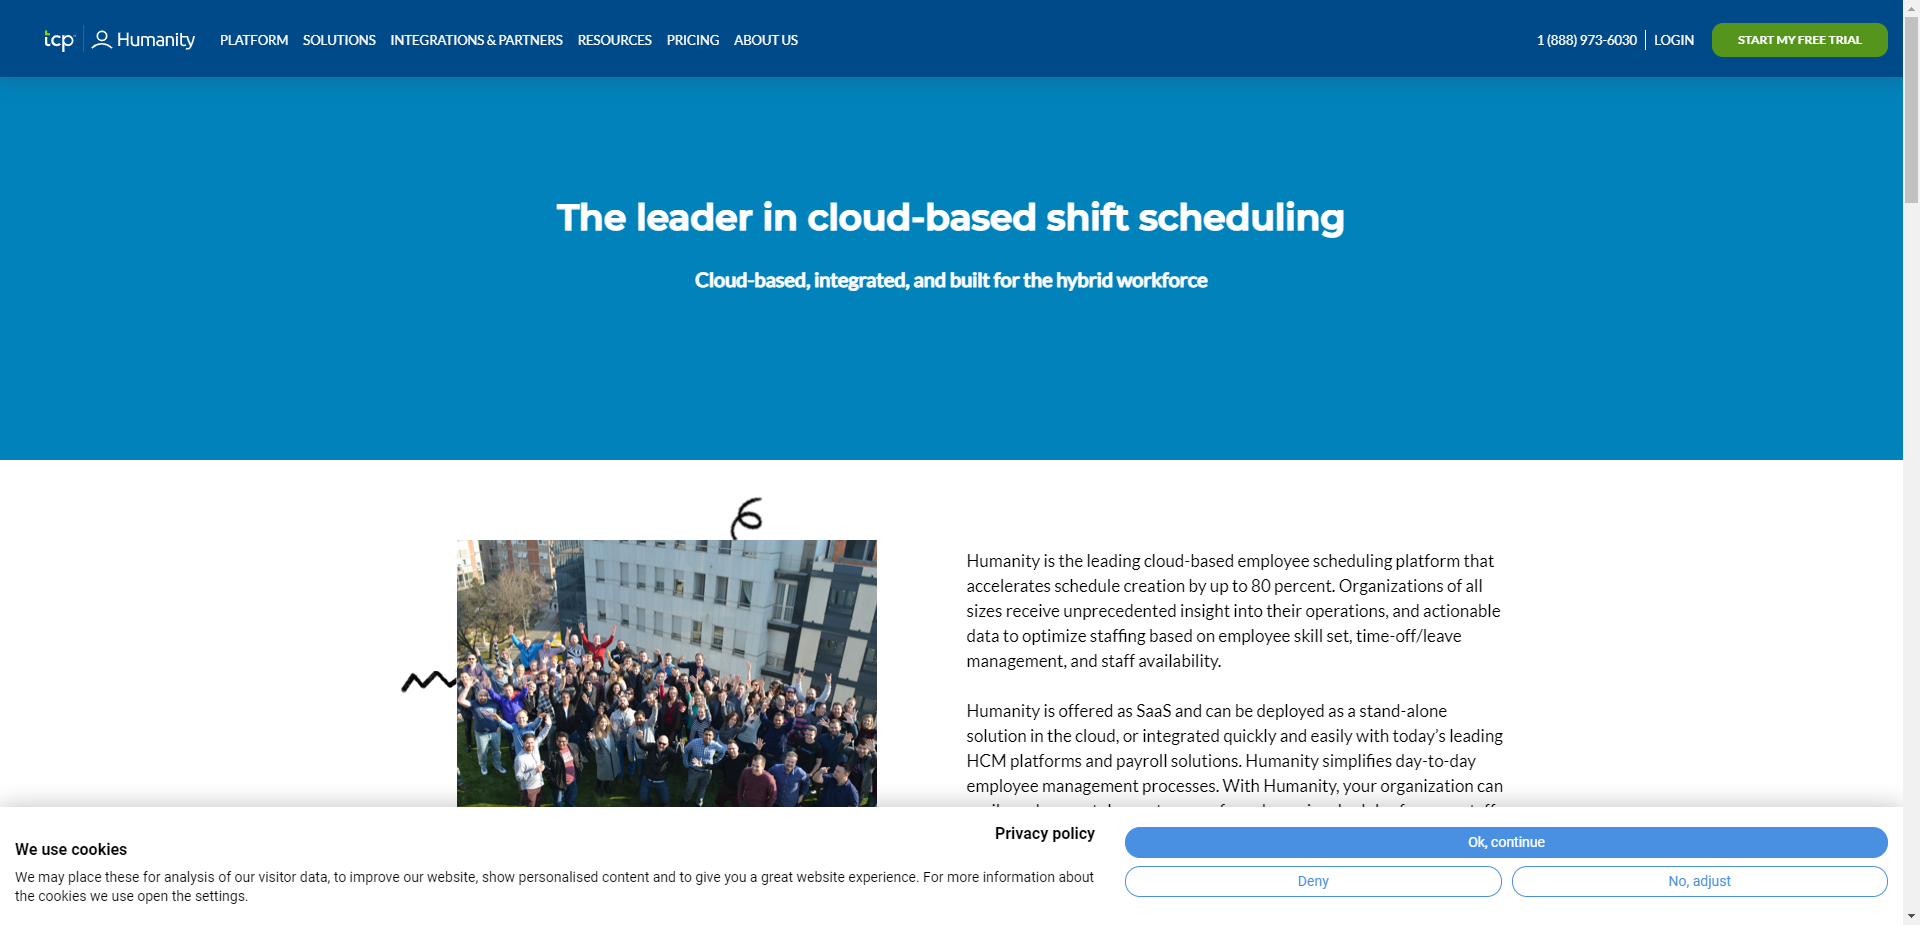 tcp Humanity PLATFORM SOLUTIONS INTEGRATIONS & PARTNERS RESOURCES PRICING ABOUT US 1 (888) 973-6030 LOGIN START MY FREE TRIAL
The leader in cloud-based shift scheduling
Cloud-based, integrated, and built for the hybrid workforce
Humanity is the leading cloud-based employee scheduling platform that
accelerates schedule creation by up to 80 percent. Organizations of all
sizes receive unprecedented insight into their operations, and actionable
data to optimize staffing based on employee skill set, time-off/leave
management, and staff availability.
Humanity is offered as SaaS and can be deployed as a stand-alone
solution in the cloud, or integrated quickly and easily with today’s leading
HCM platforms and payroll solutions. Humanity simplifies day-to-day
employee management processes. With Humanity, your organization can
We use cookies
We may place these for analysis of our visitor data, to improve our website, show personalised content and to give you a great website experience. For more information about
the cookies we use open the settings.
Privacy policy
Ok, continue
Deny
No, adjust